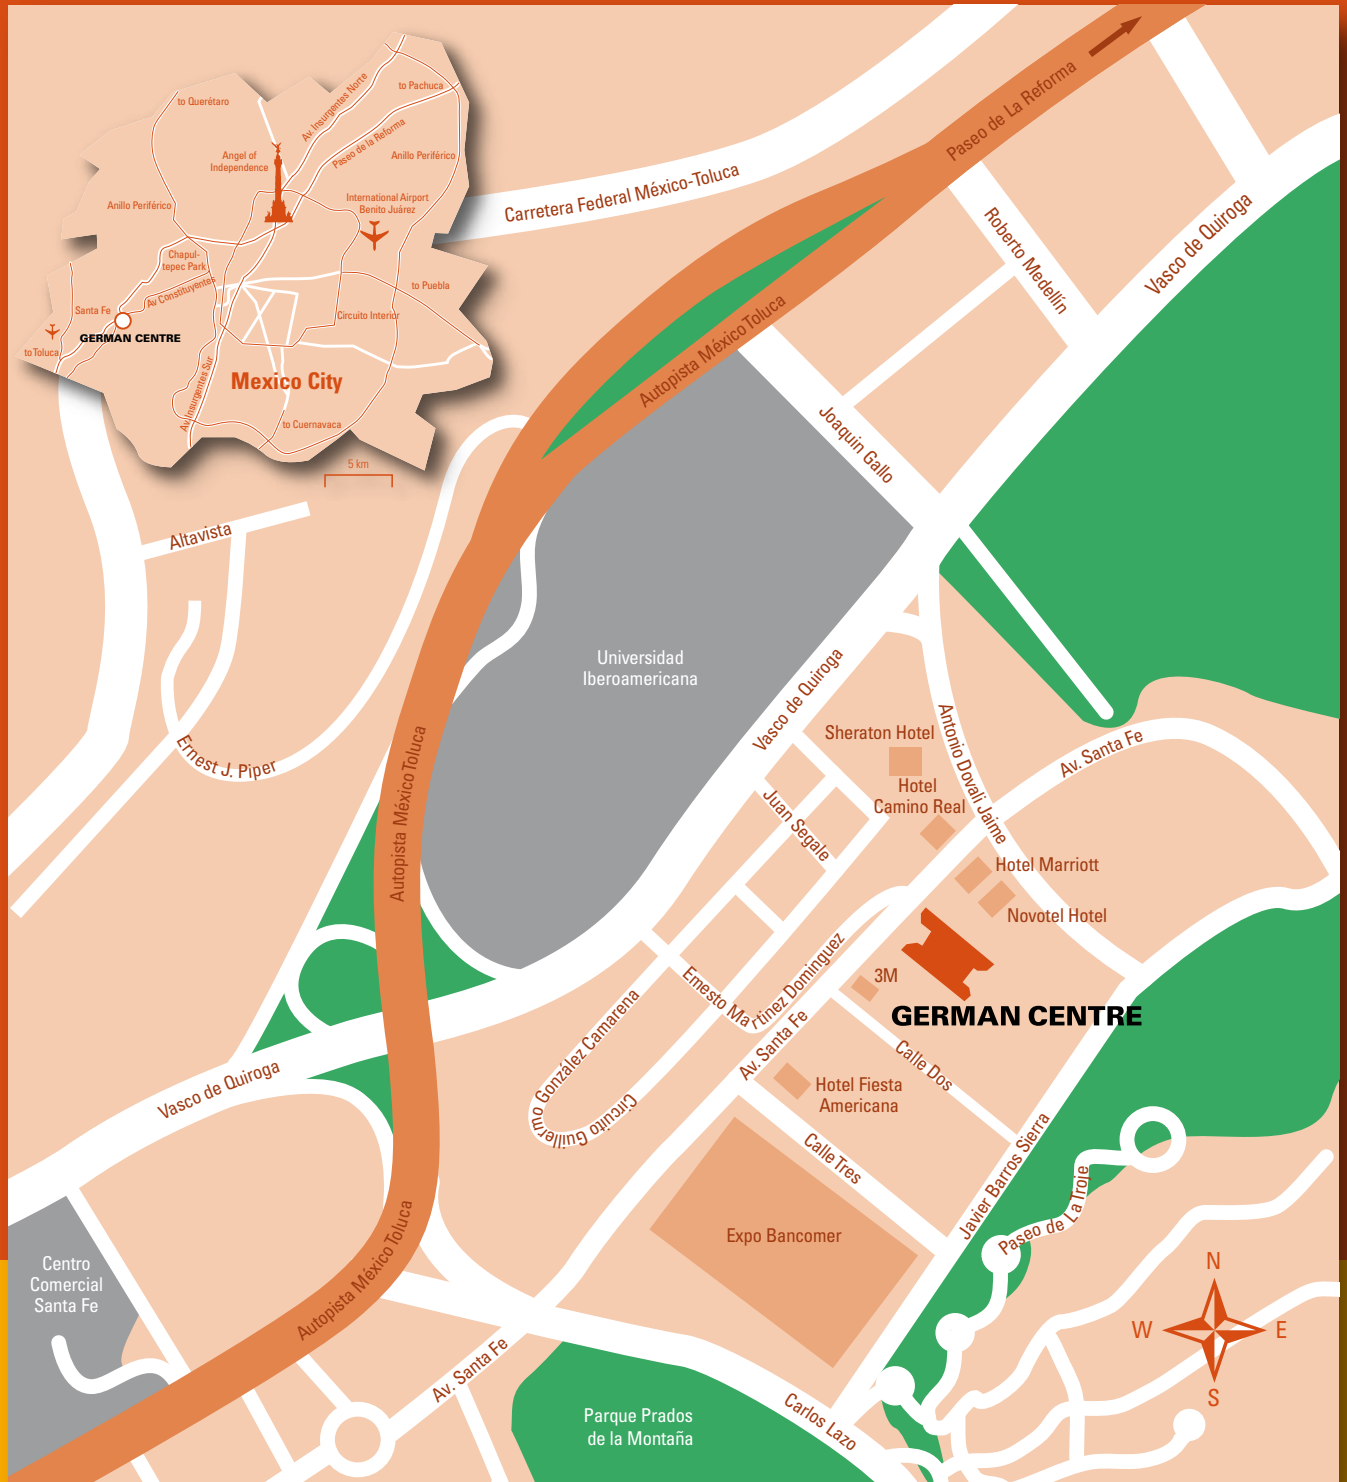 to Querétaro
Av. Insurgentes Norte
to Pachuca
Paseo de la Reforma
Angel of
Independence
Anillo Periférico
Anillo Periférico
International Airport
Benito Juárez
Chapul-
tepec Park
Av Constituyentes
to Puebla
Santa Fe
Circuito Interior
GERMAN CENTRE
to Toluca
Av. Insurgentes Sur
Mexico City
to Cuernavaca
5 km
Paseo de La Reforma
Carretera Federal México-Toluca
Roberto Medellín
Vasco de Quiroga
Autopista México Toluca
Joaquin Gallo
Altavista
Universidad
Iberoamericana
Vasco de Quiroga
Ernest J. Piper
Autopista México Toluca
Sheraton Hotel
Antonio Dovali Jaime
Av. Santa Fe
Hotel
Camino Real
Juan Segale
Hotel Marriott
Novotel Hotel
3M
GERMAN CENTRE
Ernesto Martinez Dominguez
Av. Santa Fe
Circuito Guillermo González Camarena
Calle Dos
Vasco de Quiroga
Hotel Fiesta
Americana
Calle Tres
Javier Barros Sierra
Paseo de La Troje
Expo Bancomer
Centro
Comercial
Santa Fe
Autopista México Toluca
Av. Santa Fe
N
W
E
S
Parque Prados
de la Montaña
Carlos Lazo